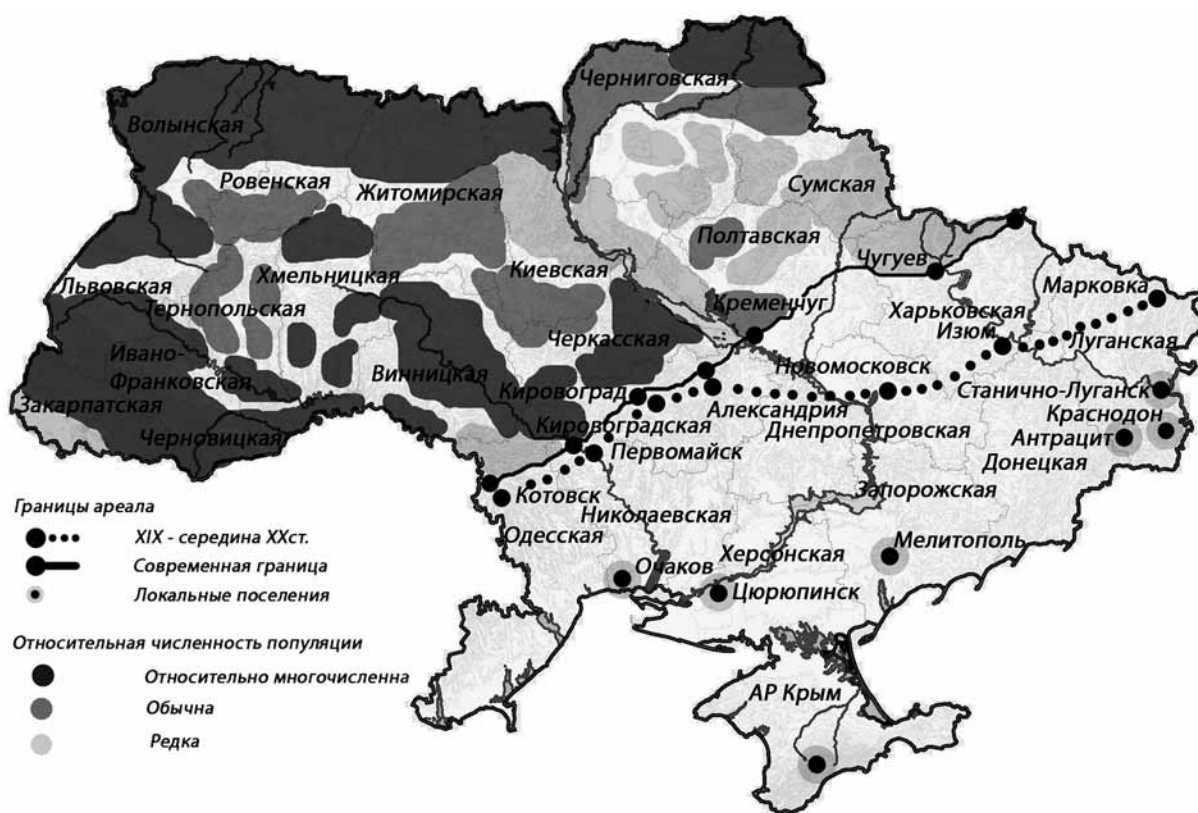 Черниговская
Волынская
Ровенская
Житомирская
Сумская
Полтавская
Чугуев
Киевская
Хмельницкая
Львовская
Тернопольская
Кременчуг
Харьковская
Марковка
Изюм
Луганская
Черкасская
Ивано-
Франковская
Винницкая
Новомосковск
Кировоград
Станично-Луганск
Закарпатская
Александрия
Краснодон
Кировоградская
Черновицкая
Днепропетровская
Антрацит
Первомайск
Донецкая
Котовск
Запорожская
Николаевская
Одесская
Херсонская
Мелитополь
Очаков
Цюрюпинск
АР Крым
Границы ареала
XIX - середина XXст.
Современная граница
Локальные поселения
Относительная численность популяции
Относительно многочисленна
Обычна
Редка